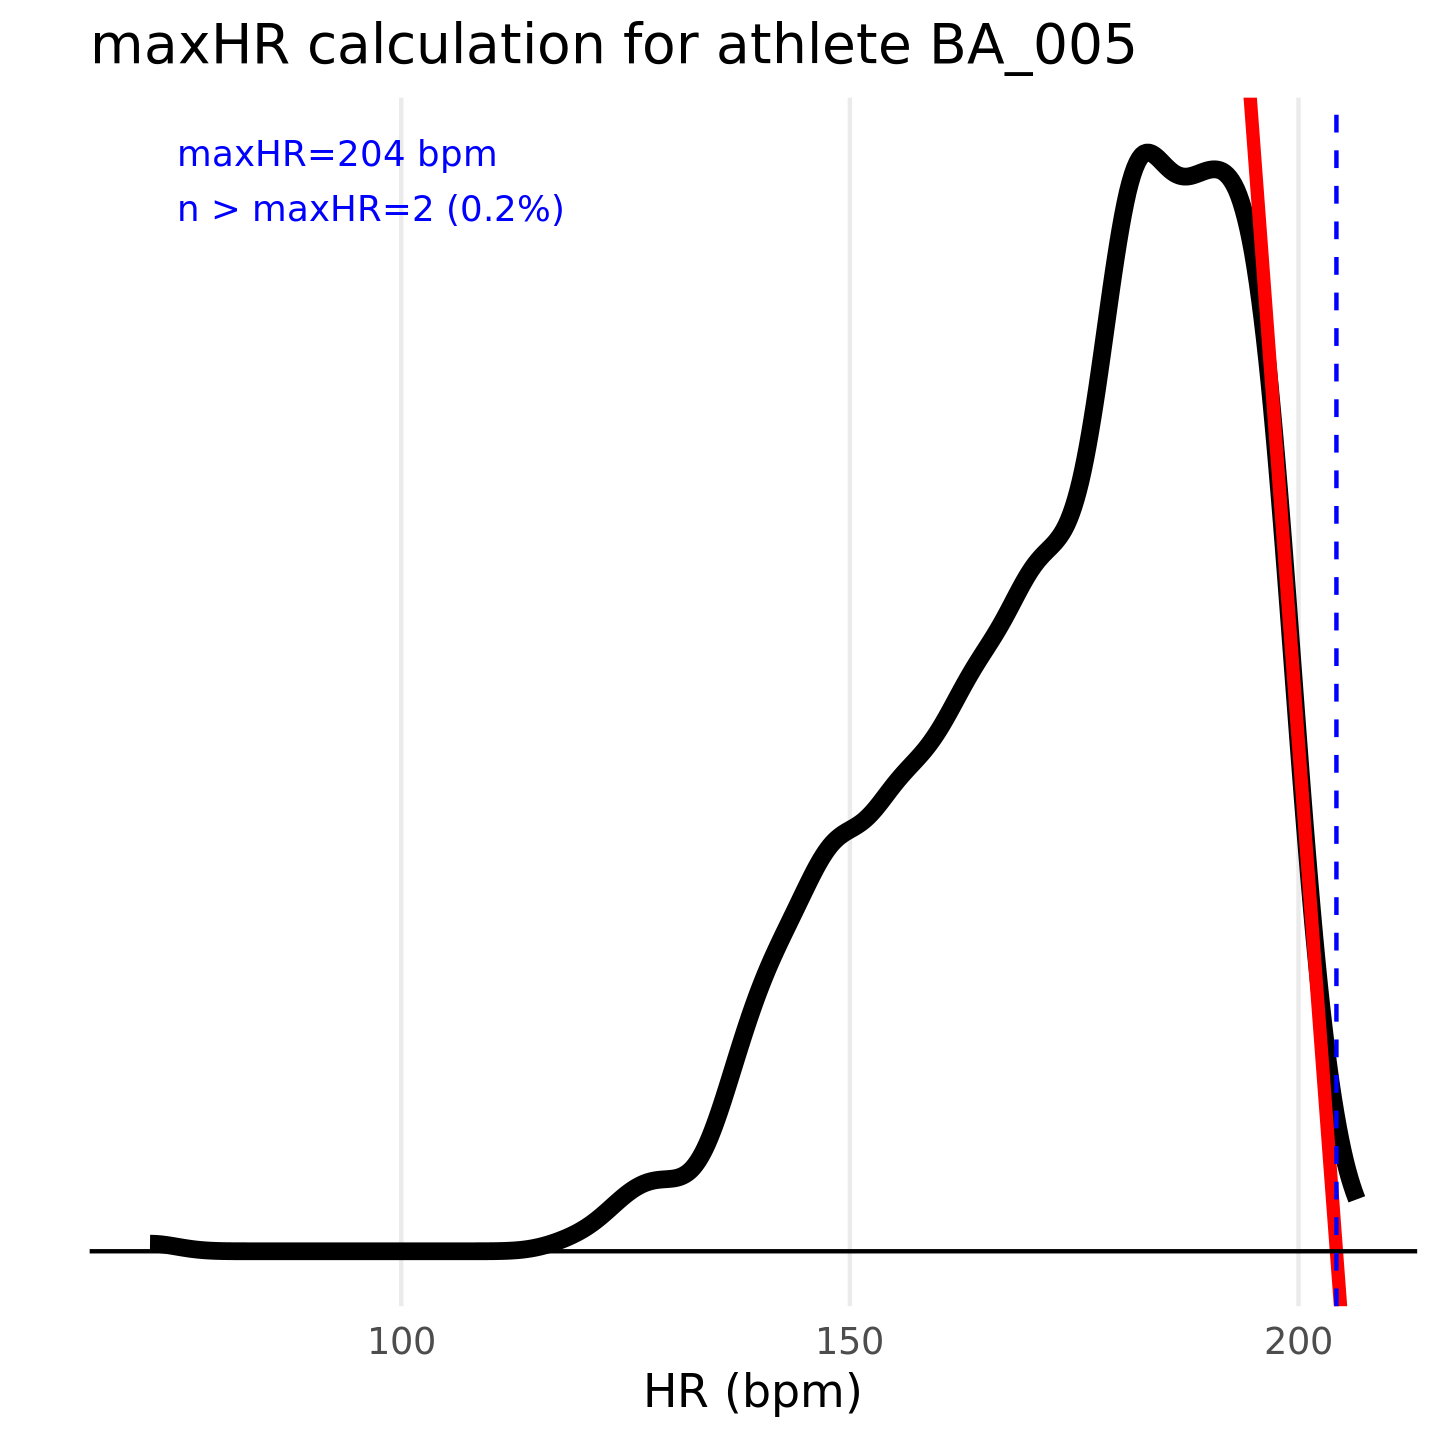 maxHR calculation for athlete BA_005
maxHR=204 bpm
n > maxHR=2 (0.2%)
100 150 200
HR (bpm)